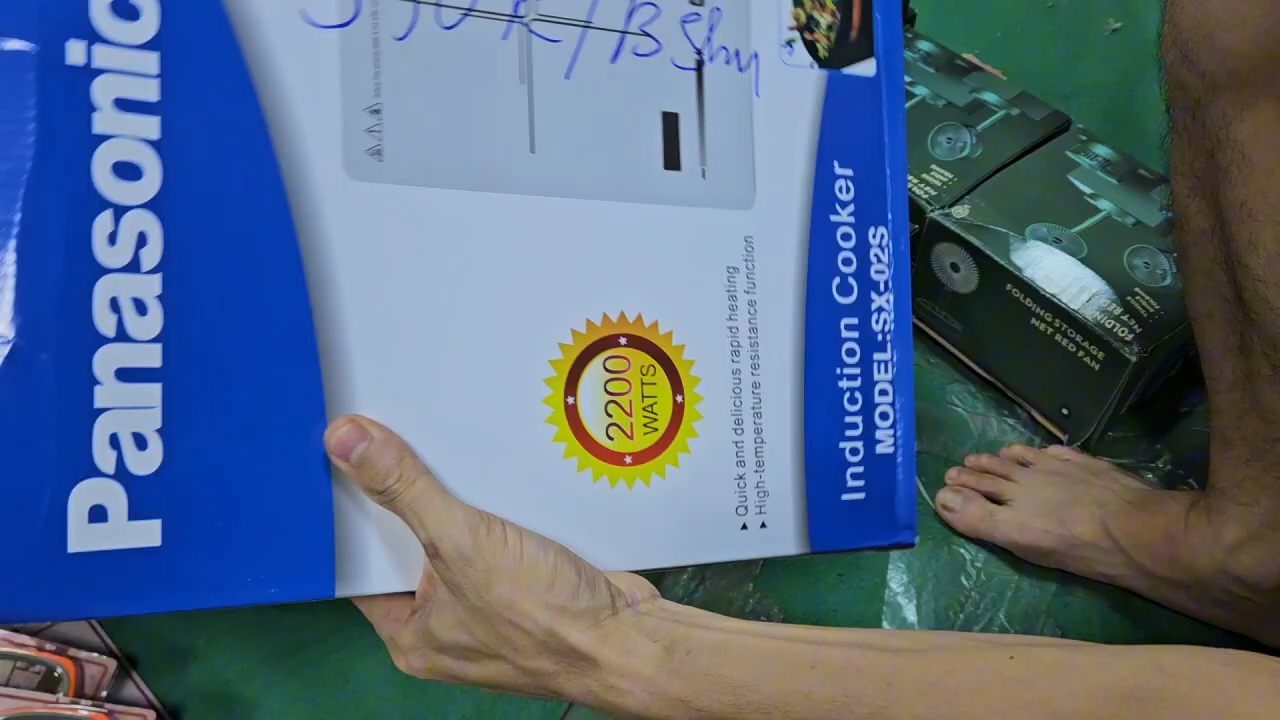 Panasonic
2200
WATTS
▸ Quick and delicious rapid heating
▸ High-temperature resistance function
Induction Cooker
MODEL:SX-02S
FOLDING STORAGE
NET RED FAN